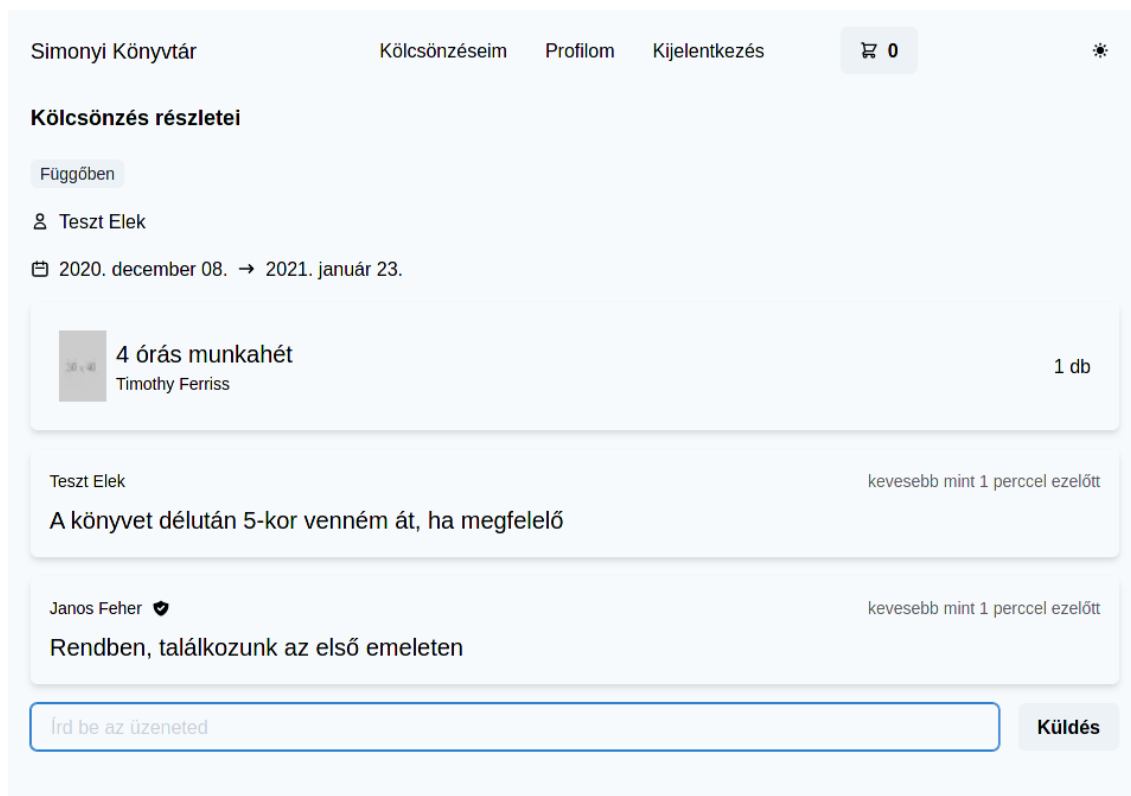 Simonyi Könyvtár Kölcsönzéseim Profilom Kijelentkezés 0
Kölcsönzés részletei
Függőben
Teszt Elek
2020. december 08. → 2021. január 23.
4 órás munkahét
Timothy Ferriss
1 db
Teszt Elek kevesebb mint 1 perccel ezelőtt
A könyvet délután 5-kor venném át, ha megfelelő
Janos Feher kevesebb mint 1 perccel ezelőtt
Rendben, találkozunk az első emeleten
Írd be az üzeneted Küldés